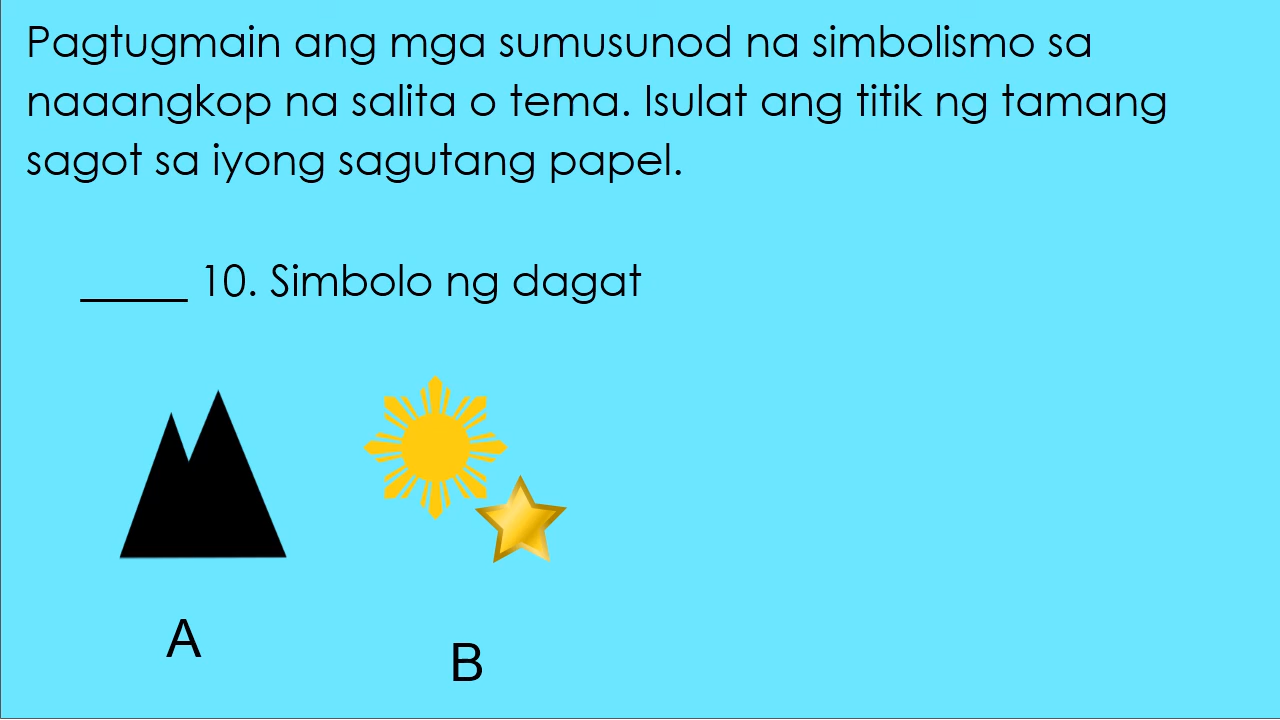 Pagtugmain ang mga sumusunod na simbolismo sa
naaangkop na salita o tema. Isulat ang titik ng tamang
sagot sa iyong sagutang papel.
_____ 10. Simbolo ng dagat
A
B